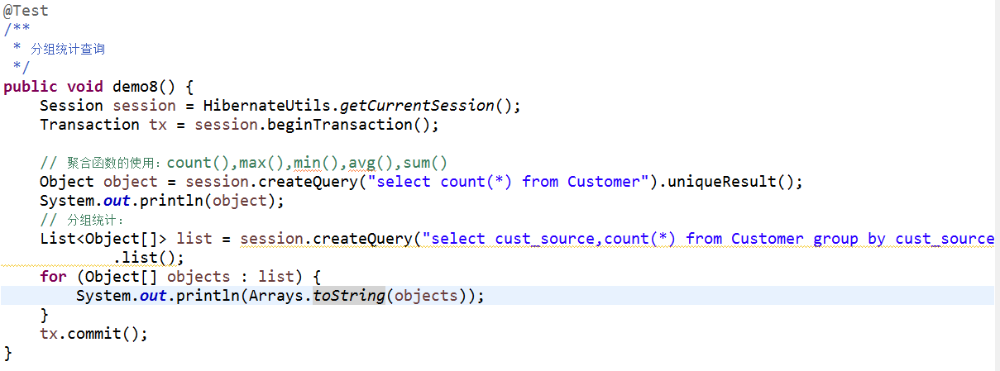 @Test
/**
 * 分组统计查询
 */
public void demo8() {
    Session session = HibernateUtils.getCurrentSession();
    Transaction tx = session.beginTransaction();
    // 聚合函数的使用：count(),max(),min(),avg(),sum()
    Object object = session.createQuery("select count(*) from Customer").uniqueResult();
    System.out.println(object);
    // 分组统计：
    List<Object[]> list = session.createQuery("select cust_source,count(*) from Customer group by cust_source
            .list();
    for (Object[] objects : list) {
        System.out.println(Arrays.toString(objects));
    }
    tx.commit();
}